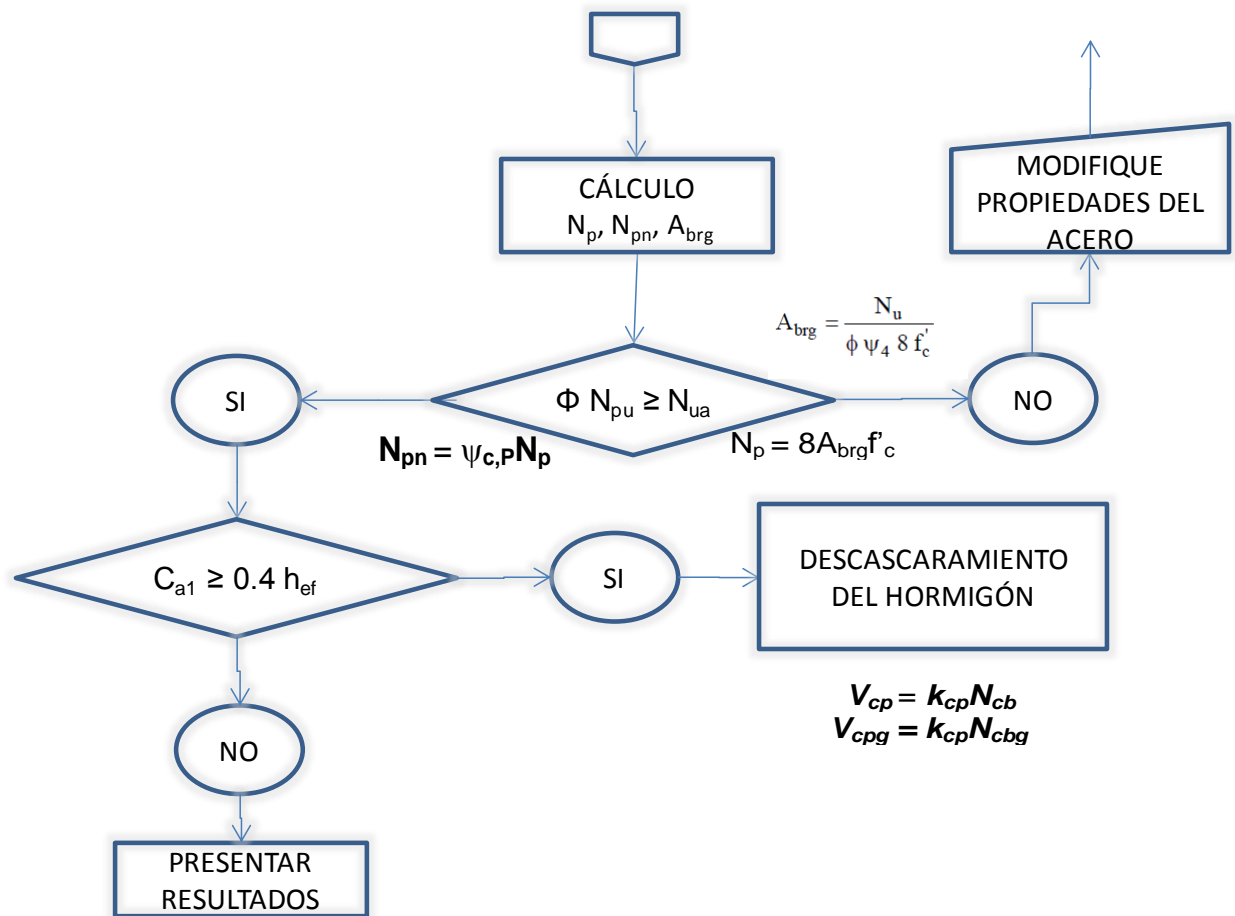 CÁLCULO
Np, Npn, Abrg
MODIFIQUE
PROPIEDADES DEL
ACERO
Abrg = Nu / ϕ ψ4 8 f'c
SI
Φ Npu ≥ Nua
NO
Npn = ψc,P Np
Np = 8Abrgf'c
Ca1 ≥ 0.4 hef
SI
DESCASCARAMIENTO
DEL HORMIGÓN
Vcp = kcpNcb
Vcpg = kcpNcbg
NO
PRESENTAR
RESULTADOS